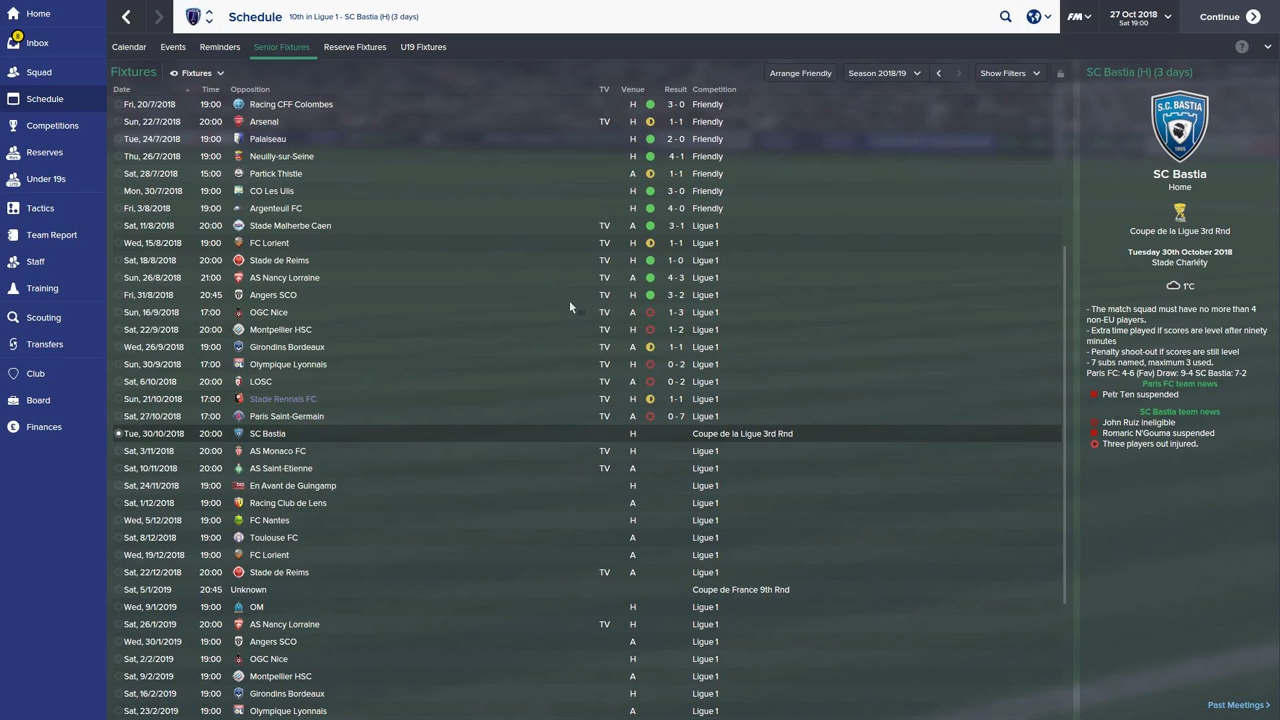 Home
8
Inbox
Squad
Schedule
Competitions
Reserves
Under 19s
Tactics
Team Report
Staff
Training
Scouting
Transfers
Club
Board
Finances
Schedule 10th in Ligue 1 - SC Bastia (H) (3 days)
FM 27 Oct 2018 Sat 19:00 Continue
Calendar Events Reminders Senior Fixtures Reserve Fixtures U19 Fixtures ?
Fixtures Fixtures Arrange Friendly Season 2018/19 Show Filters
Date Time Opposition TV Venue Result Competition
Fri, 20/7/2018 19:00 Racing CFF Colombes H 3 - 0 Friendly
Sun, 22/7/2018 20:00 Arsenal TV H 1 - 1 Friendly
Tue, 24/7/2018 19:00 Palaiseau H 2 - 0 Friendly
Thu, 26/7/2018 19:00 Neuilly-sur-Seine H 4 - 1 Friendly
Sat, 28/7/2018 15:00 Partick Thistle A 1 - 1 Friendly
Mon, 30/7/2018 19:00 CO Les Ulis H 3 - 0 Friendly
Fri, 3/8/2018 19:00 Argenteuil FC H 4 - 0 Friendly
Sat, 11/8/2018 20:00 Stade Malherbe Caen TV A 3 - 1 Ligue 1
Wed, 15/8/2018 19:00 FC Lorient TV H 1 - 1 Ligue 1
Sat, 18/8/2018 20:00 Stade de Reims TV H 1 - 0 Ligue 1
Sun, 26/8/2018 21:00 AS Nancy Lorraine TV A 4 - 3 Ligue 1
Fri, 31/8/2018 20:45 Angers SCO TV H 3 - 2 Ligue 1
Sun, 16/9/2018 17:00 OGC Nice TV A 1 - 3 Ligue 1
Sat, 22/9/2018 20:00 Montpellier HSC TV H 1 - 2 Ligue 1
Wed, 26/9/2018 19:00 Girondins Bordeaux TV A 1 - 1 Ligue 1
Sun, 30/9/2018 17:00 Olympique Lyonnais TV H 0 - 2 Ligue 1
Sat, 6/10/2018 20:00 LOSC TV A 0 - 2 Ligue 1
Sun, 21/10/2018 17:00 Stade Rennais FC TV H 1 - 1 Ligue 1
Sat, 27/10/2018 17:00 Paris Saint-Germain TV A 0 - 7 Ligue 1
Tue, 30/10/2018 20:00 SC Bastia H Coupe de la Ligue 3rd Rnd
Sat, 3/11/2018 20:00 AS Monaco FC TV H Ligue 1
Sat, 10/11/2018 20:00 AS Saint-Etienne TV A Ligue 1
Sat, 24/11/2018 19:00 En Avant de Guingamp H Ligue 1
Sat, 1/12/2018 19:00 Racing Club de Lens A Ligue 1
Wed, 5/12/2018 19:00 FC Nantes H Ligue 1
Sat, 8/12/2018 19:00 Toulouse FC A Ligue 1
Wed, 19/12/2018 19:00 FC Lorient A Ligue 1
Sat, 22/12/2018 20:00 Stade de Reims TV A Ligue 1
Sat, 5/1/2019 20:45 Unknown Coupe de France 9th Rnd
Wed, 9/1/2019 19:00 OM H Ligue 1
Sat, 26/1/2019 20:00 AS Nancy Lorraine TV H Ligue 1
Wed, 30/1/2019 19:00 Angers SCO A Ligue 1
Sat, 2/2/2019 19:00 OGC Nice H Ligue 1
Sat, 9/2/2019 19:00 Montpellier HSC A Ligue 1
Sat, 16/2/2019 19:00 Girondins Bordeaux H Ligue 1
Sat, 23/2/2019 19:00 Olympique Lyonnais A Ligue 1
SC Bastia (H) (3 days)
S.C. BASTIA
1905
SC Bastia
Home
Coupe de la Ligue 3rd Rnd
Tuesday 30th October 2018
Stade Charléty
1°C
- The match squad must have no more than 4
non-EU players.
- Extra time played if scores are level after ninety
minutes
- Penalty shoot-out if scores are still level
- 7 subs named, maximum 3 used.
Paris FC: 4-6 (Fav) Draw: 9-4 SC Bastia: 7-2
Paris FC team news
Petr Ten suspended
SC Bastia team news
John Ruiz ineligible
Romaric N'Gouma suspended
Three players out injured.
Past Meetings >